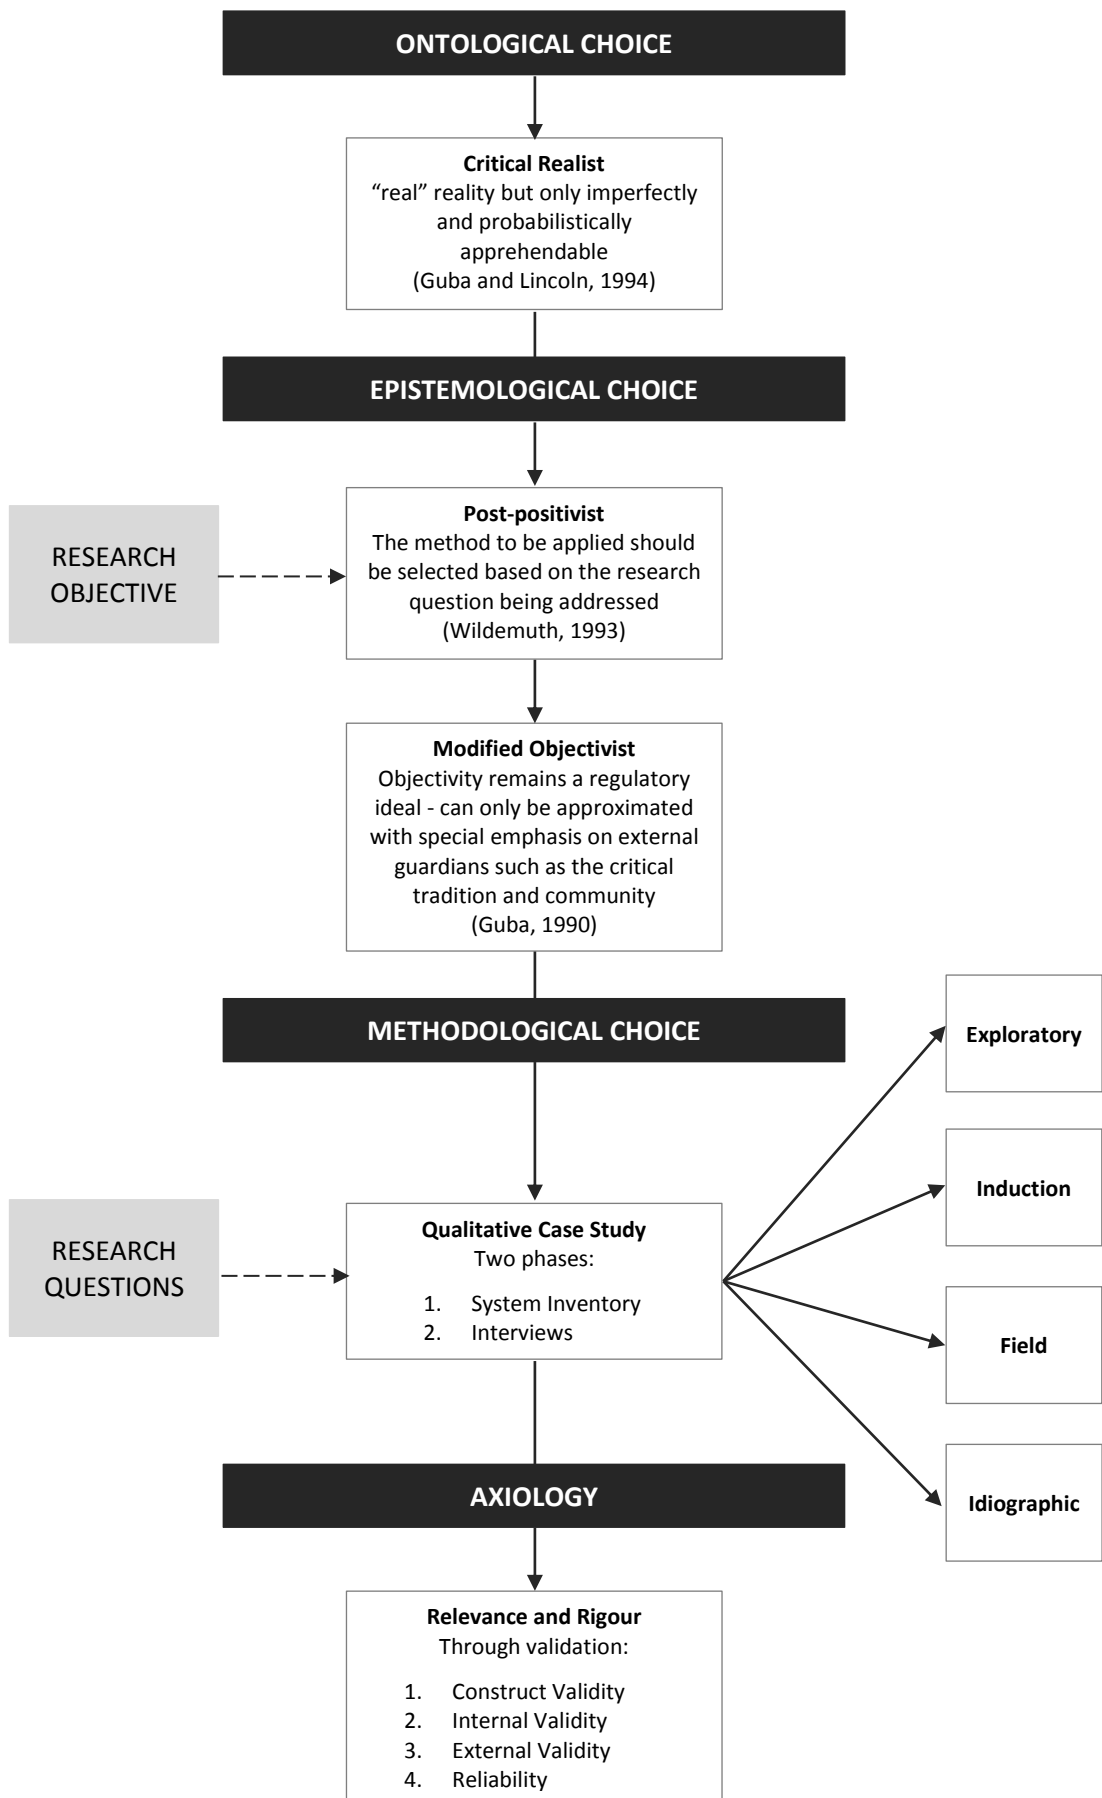 ONTOLOGICAL CHOICE
Critical Realist
“real” reality but only imperfectly
and probabilistically
apprehendable
(Guba and Lincoln, 1994)
EPISTEMOLOGICAL CHOICE
RESEARCH
OBJECTIVE
Post-positivist
The method to be applied should
be selected based on the research
question being addressed
(Wildemuth, 1993)
Modified Objectivist
Objectivity remains a regulatory
ideal - can only be approximated
with special emphasis on external
guardians such as the critical
tradition and community
(Guba, 1990)
METHODOLOGICAL CHOICE
RESEARCH
QUESTIONS
Qualitative Case Study
Two phases:
1. System Inventory
2. Interviews
Exploratory
Induction
Field
Idiographic
AXIOLOGY
Relevance and Rigour
Through validation:
1. Construct Validity
2. Internal Validity
3. External Validity
4. Reliability